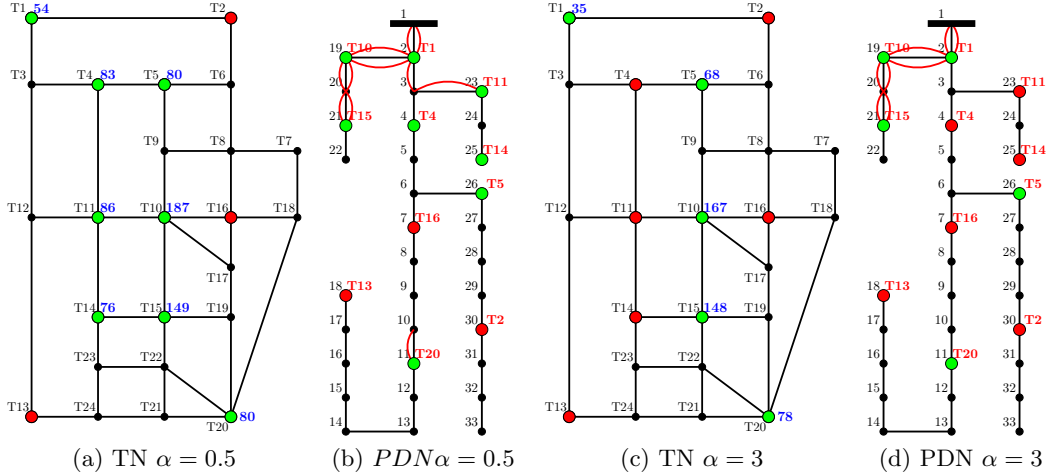 T1 54 T2
T3 T4 83 T5 80 T6
T9 T8 T7
T12 T11 86 T10 187 T16 T18
T17
T14 76 T15 149 T19
T23 T22
T13 T24 T21 T20 80
(a) TN α = 0.5
1
19 T10 2 T1
20 3 23 T11
21 T15 4 T4 24
22 5 25 T14
6 26 T5
7 T16 27
8 28
18 T13 9 29
17 10 30 T2
16 11 T20 31
15 12 32
14 13 33
(b) PDNα = 0.5
T1 35 T2
T3 T4 T5 68 T6
T9 T8 T7
T12 T11 T10 167 T16 T18
T17
T14 T15 148 T19
T23 T22
T13 T24 T21 T20 78
(c) TN α = 3
1
19 T10 2 T1
20 3 23 T11
21 T15 4 T4 24
22 5 25 T14
6 26 T5
7 T16 27
8 28
18 T13 9 29
17 10 30 T2
16 11 T20 31
15 12 32
14 13 33
(d) PDN α = 3